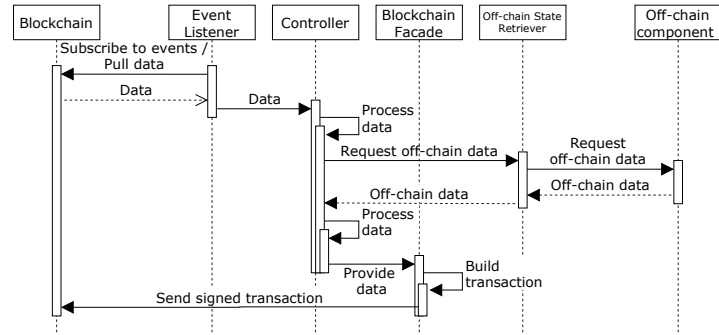 Blockchain
Event
Listener
Controller
Blockchain
Facade
Off-chain State
Retriever
Off-chain
component
Subscribe to events /
Pull data
Data
Data
Process
data
Request off-chain data
Request
off-chain data
Off-chain data
Off-chain data
Process
data
Provide
data
Build
transaction
Send signed transaction